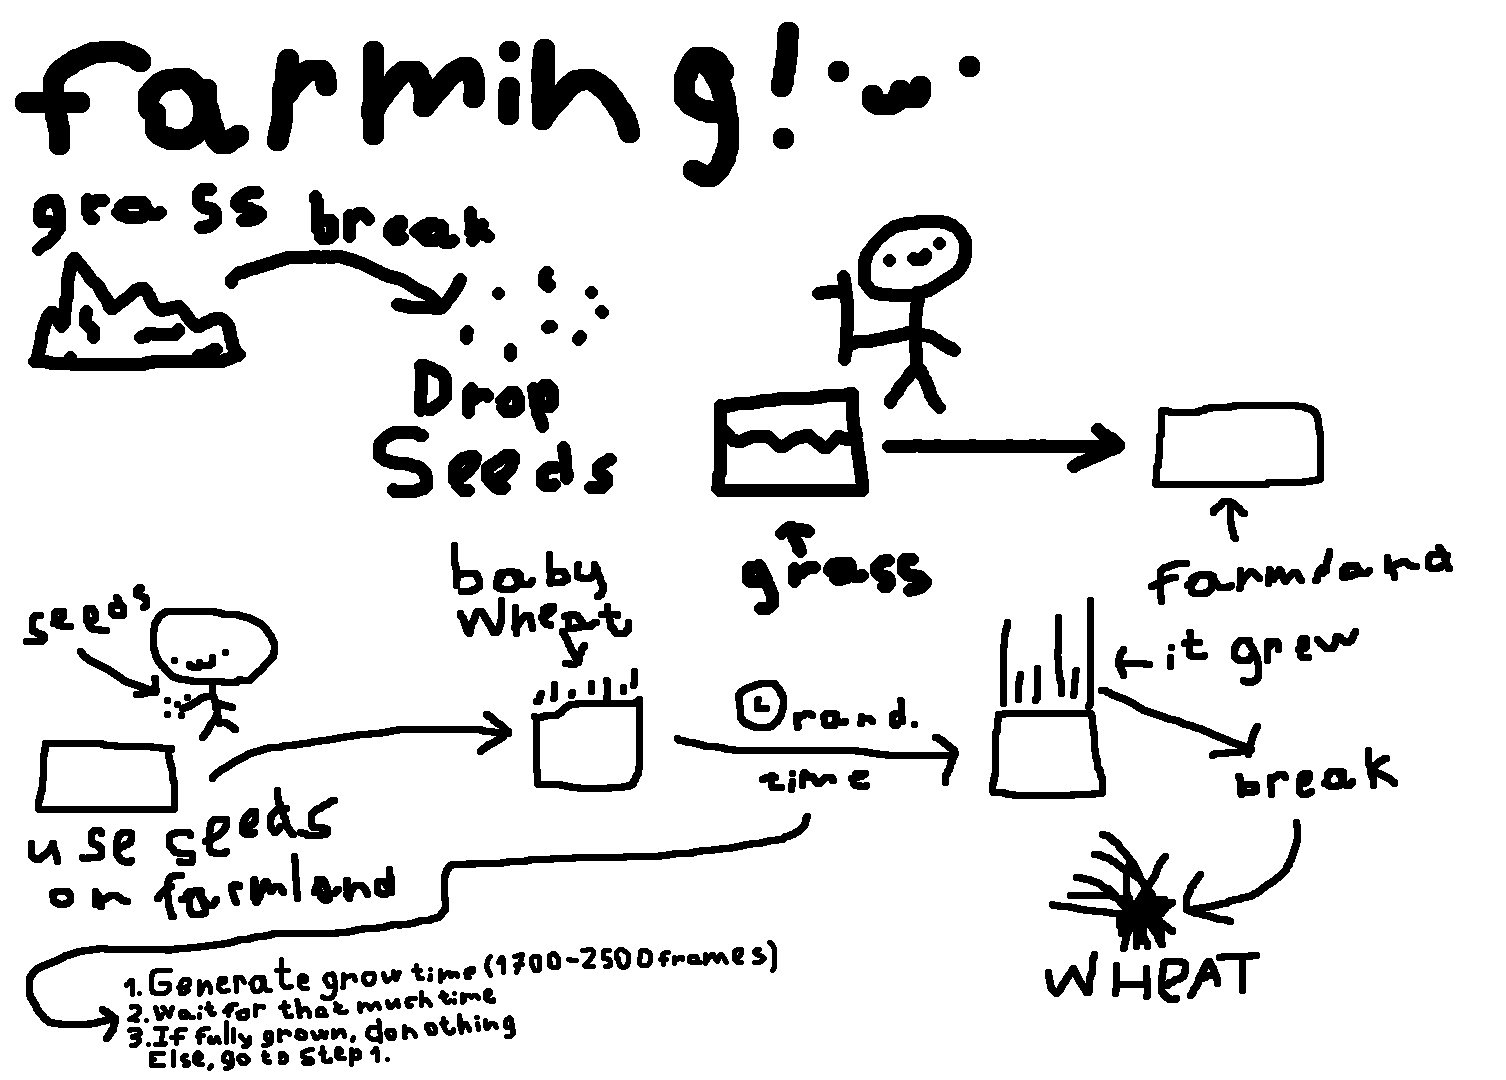 farming!
grass break
Drop
Seeds
grass
farmland
seeds
baby
wheat
it grew
rand.
time
break
use seeds
on farmland
WHEAT
1. Generate grow time (1700-2500 frames)
2. Wait for that much time
3. If fully grown, do nothing
Else, go to step 1.